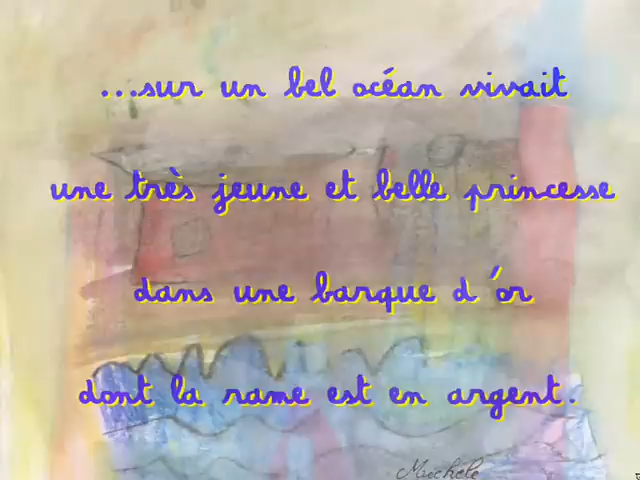 ...sur un bel océan vivait
une très jeune et belle princesse
dans une barque d'or
dont la rame est en argent.
Michele